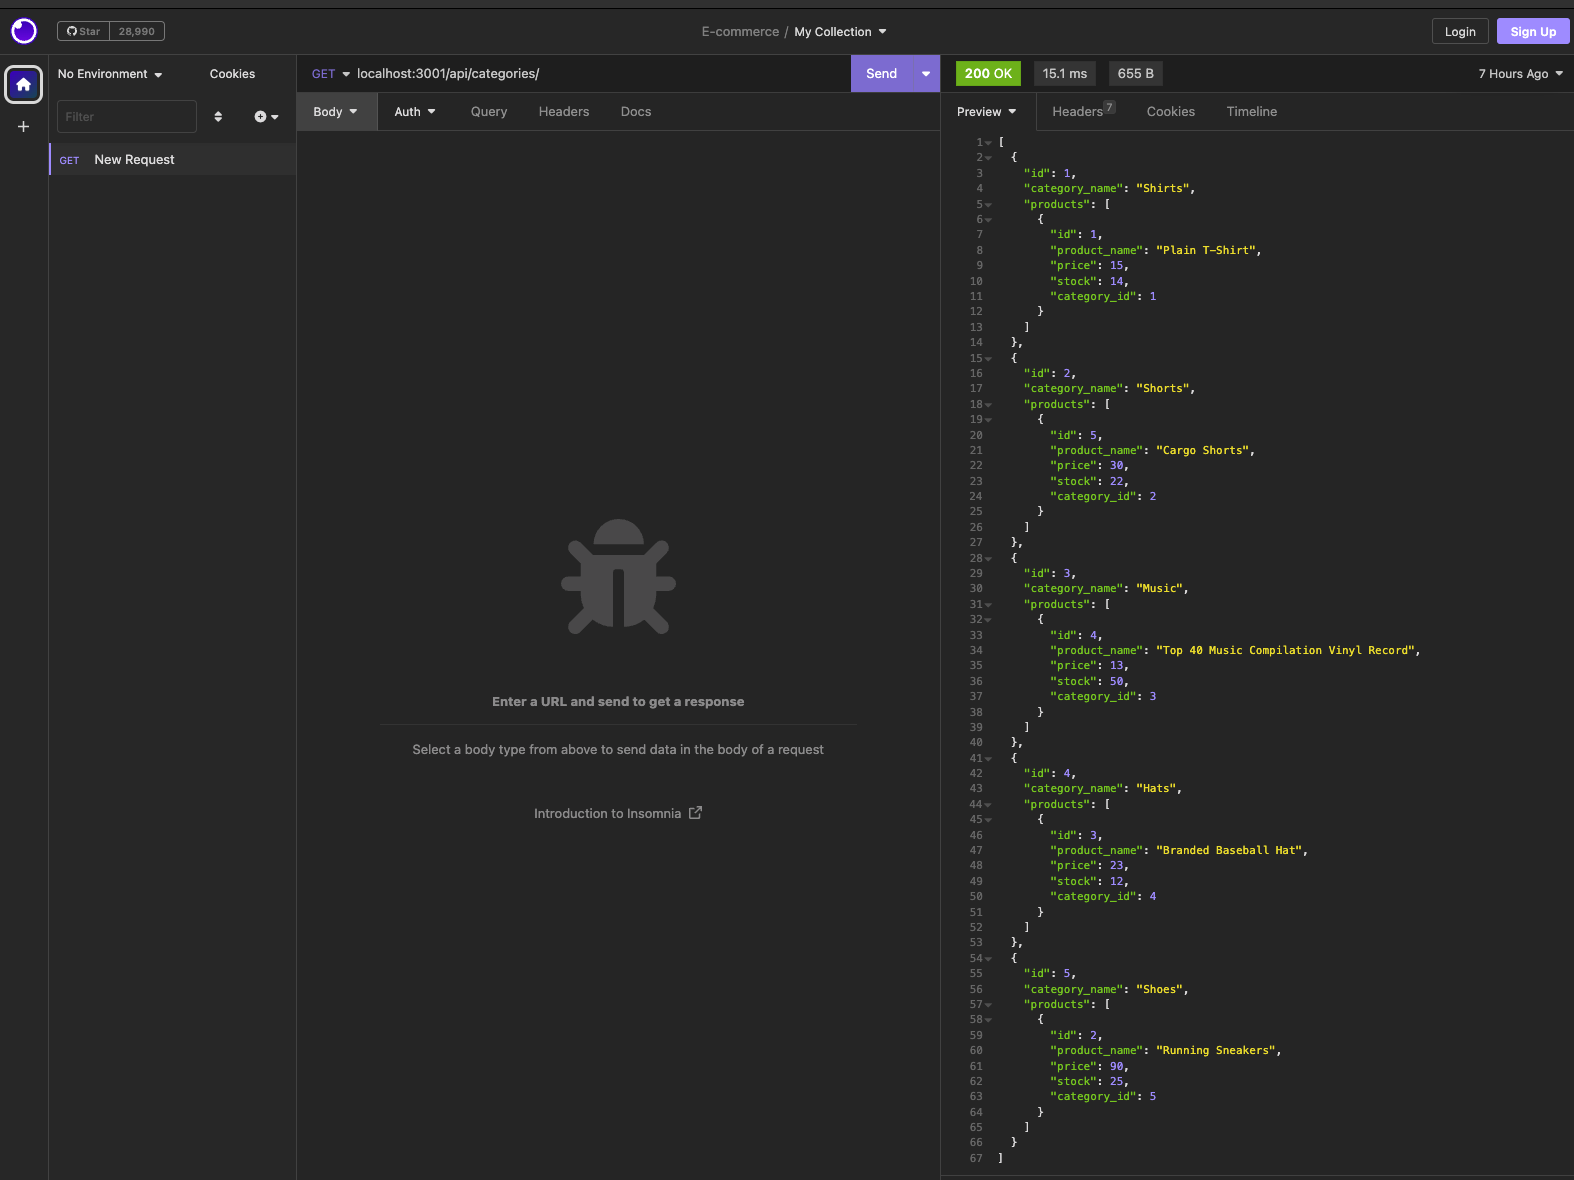 Star 28,990
E-commerce / My Collection
Login Sign Up
No Environment Cookies
Filter
GET New Request
GET localhost:3001/api/categories/ Send
Body Auth Query Headers Docs
Enter a URL and send to get a response
Select a body type from above to send data in the body of a request
Introduction to Insomnia
200 OK 15.1 ms 655 B 7 Hours Ago
Preview Headers 7 Cookies Timeline
1 [
2 {
3 "id": 1,
4 "category_name": "Shirts",
5 "products": [
6 {
7 "id": 1,
8 "product_name": "Plain T-Shirt",
9 "price": 15,
10 "stock": 14,
11 "category_id": 1
12 }
13 ]
14 },
15 {
16 "id": 2,
17 "category_name": "Shorts",
18 "products": [
19 {
20 "id": 5,
21 "product_name": "Cargo Shorts",
22 "price": 30,
23 "stock": 22,
24 "category_id": 2
25 }
26 ]
27 },
28 {
29 "id": 3,
30 "category_name": "Music",
31 "products": [
32 {
33 "id": 4,
34 "product_name": "Top 40 Music Compilation Vinyl Record",
35 "price": 13,
36 "stock": 50,
37 "category_id": 3
38 }
39 ]
40 },
41 {
42 "id": 4,
43 "category_name": "Hats",
44 "products": [
45 {
46 "id": 3,
47 "product_name": "Branded Baseball Hat",
48 "price": 23,
49 "stock": 12,
50 "category_id": 4
51 }
52 ]
53 },
54 {
55 "id": 5,
56 "category_name": "Shoes",
57 "products": [
58 {
59 "id": 2,
60 "product_name": "Running Sneakers",
61 "price": 90,
62 "stock": 25,
63 "category_id": 5
64 }
65 ]
66 }
67 ]